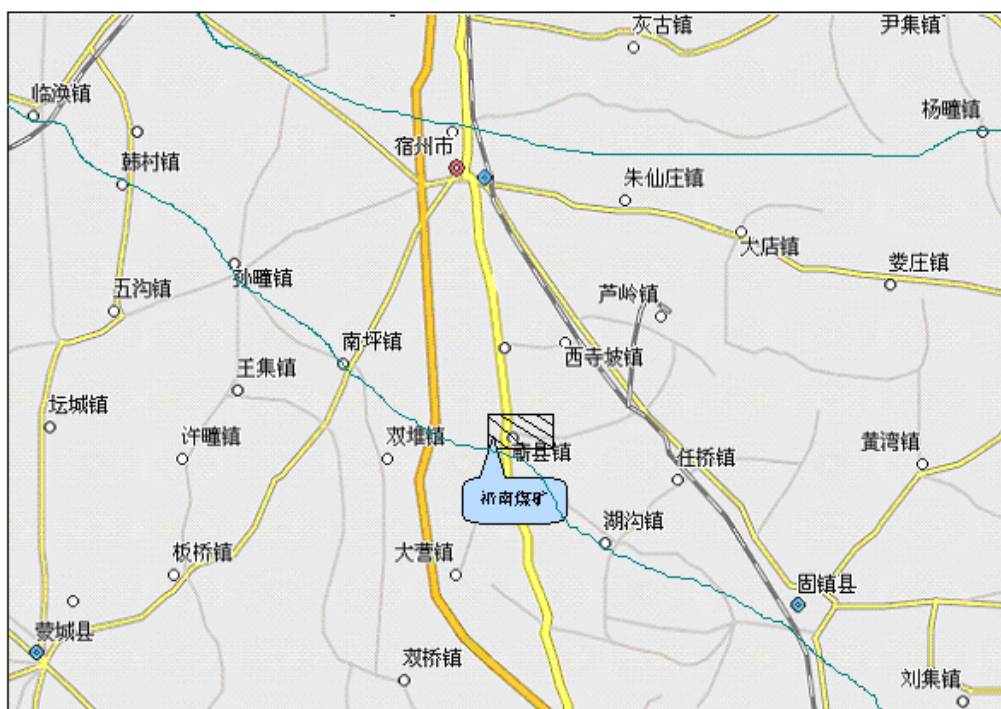 灰古镇
尹集镇
临涣镇
杨疃镇
宿州市
韩村镇
朱仙庄镇
大店镇
娄庄镇
孙疃镇
五沟镇
芦岭镇
南坪镇
西寺坡镇
王集镇
坛城镇
许疃镇
双堆镇
黄湾镇
蕲县镇
任桥镇
祁南煤矿
湖沟镇
板桥镇
大营镇
固镇县
蒙城县
双桥镇
刘集镇